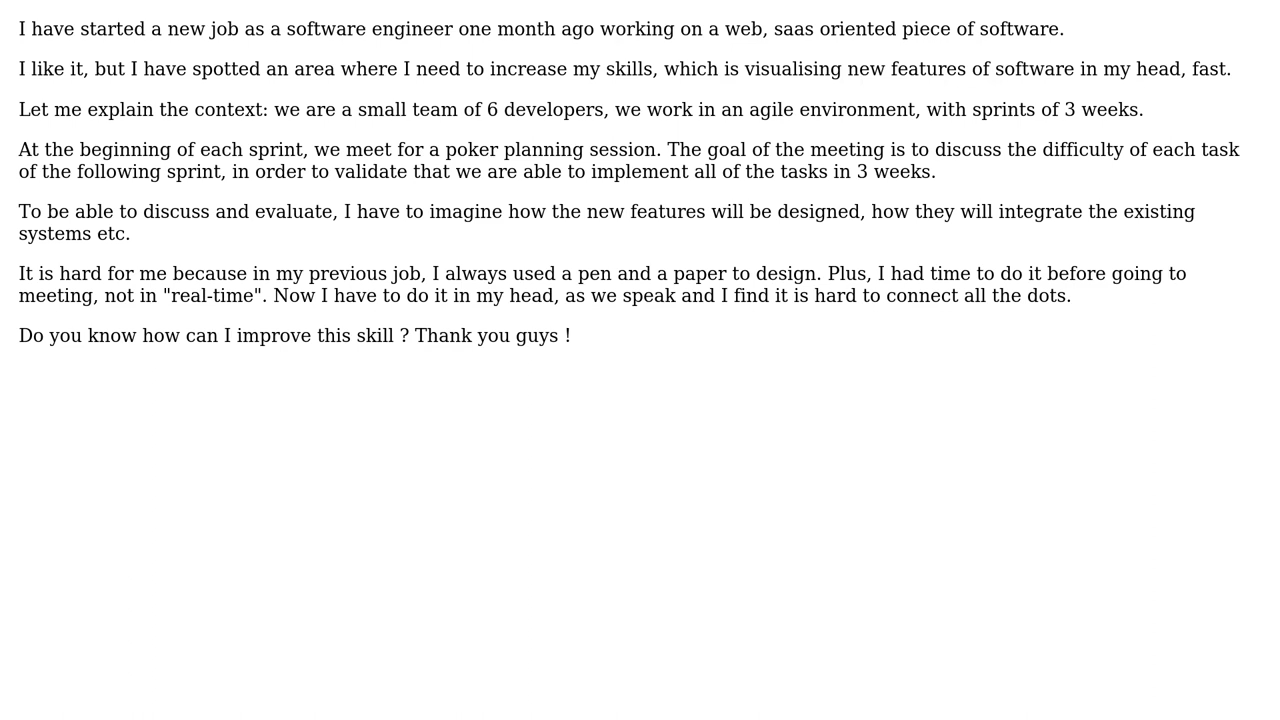 I have started a new job as a software engineer one month ago working on a web, saas oriented piece of software.
I like it, but I have spotted an area where I need to increase my skills, which is visualising new features of software in my head, fast.
Let me explain the context: we are a small team of 6 developers, we work in an agile environment, with sprints of 3 weeks.
At the beginning of each sprint, we meet for a poker planning session. The goal of the meeting is to discuss the difficulty of each task
of the following sprint, in order to validate that we are able to implement all of the tasks in 3 weeks.
To be able to discuss and evaluate, I have to imagine how the new features will be designed, how they will integrate the existing
systems etc.
It is hard for me because in my previous job, I always used a pen and a paper to design. Plus, I had time to do it before going to
meeting, not in "real-time". Now I have to do it in my head, as we speak and I find it is hard to connect all the dots.
Do you know how can I improve this skill ? Thank you guys !